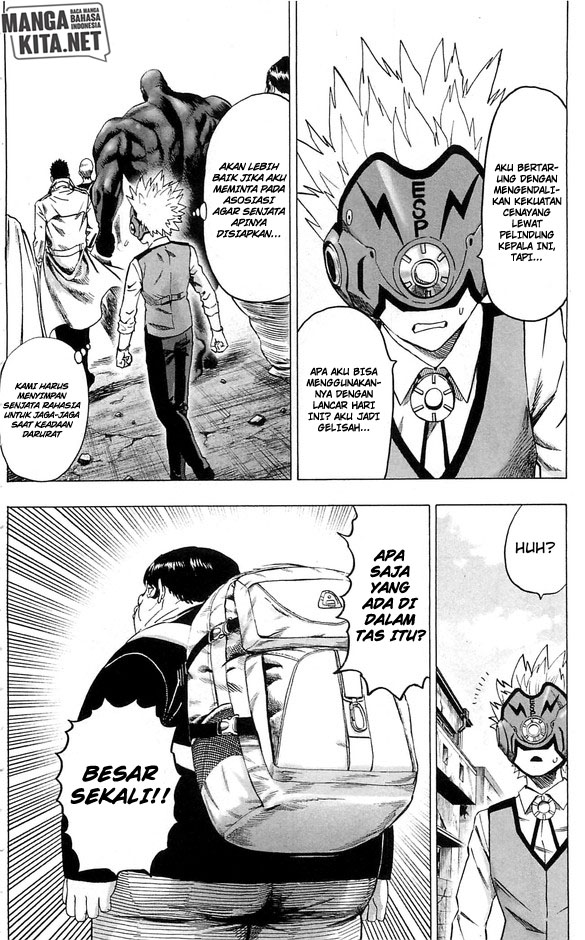 MANGA
BACA MANGA
BAHASA
INDONESIA
KITA.NET
AKU BERTAR-
UNG DENGAN
MENGENDALI-
KAN KEKUATAN
CENAYANG
LEWAT
PELINDUNG
KEPALA INI,
TAPI...
ESP
APA AKU BISA
MENGGUNAKAN-
NYA DENGAN
LANCAR HARI
INI? AKU JADI
GELISAH...
AKAN LEBIH
BAIK JIKA AKU
MEMINTA PADA
ASOSIASI
AGAR SENJATA
APINYA
DISIAPKAN...
KAMI HARUS
MENYIMPAN
SENJATA RAHASIA
UNTUK JAGA-JAGA
SAAT KEADAAN
DARURAT
HUH?
ESP
APA
SAJA
YANG
ADA DI
DALAM
TAS ITU?
BESAR
SEKALI!!